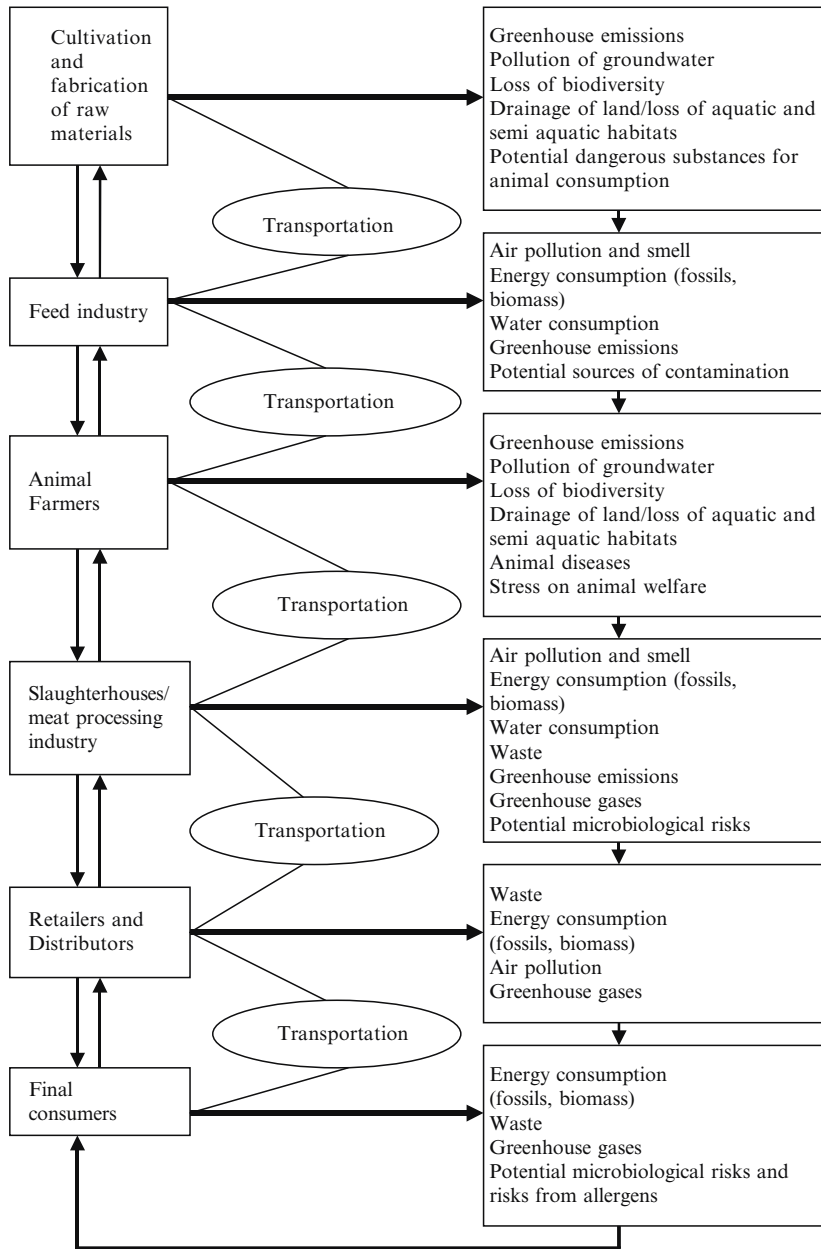 Cultivation
and
fabrication
of raw
materials
Greenhouse emissions
Pollution of groundwater
Loss of biodiversity
Drainage of land/loss of aquatic and
semi aquatic habitats
Potential dangerous substances for
animal consumption
Transportation
Feed industry
Air pollution and smell
Energy consumption (fossils,
biomass)
Water consumption
Greenhouse emissions
Potential sources of contamination
Transportation
Animal
Farmers
Greenhouse emissions
Pollution of groundwater
Loss of biodiversity
Drainage of land/loss of aquatic and
semi aquatic habitats
Animal diseases
Stress on animal welfare
Transportation
Slaughterhouses/
meat processing
industry
Air pollution and smell
Energy consumption (fossils,
biomass)
Water consumption
Waste
Greenhouse emissions
Greenhouse gases
Potential microbiological risks
Transportation
Retailers and
Distributors
Waste
Energy consumption
(fossils, biomass)
Air pollution
Greenhouse gases
Transportation
Final
consumers
Energy consumption
(fossils, biomass)
Waste
Greenhouse gases
Potential microbiological risks and
risks from allergens